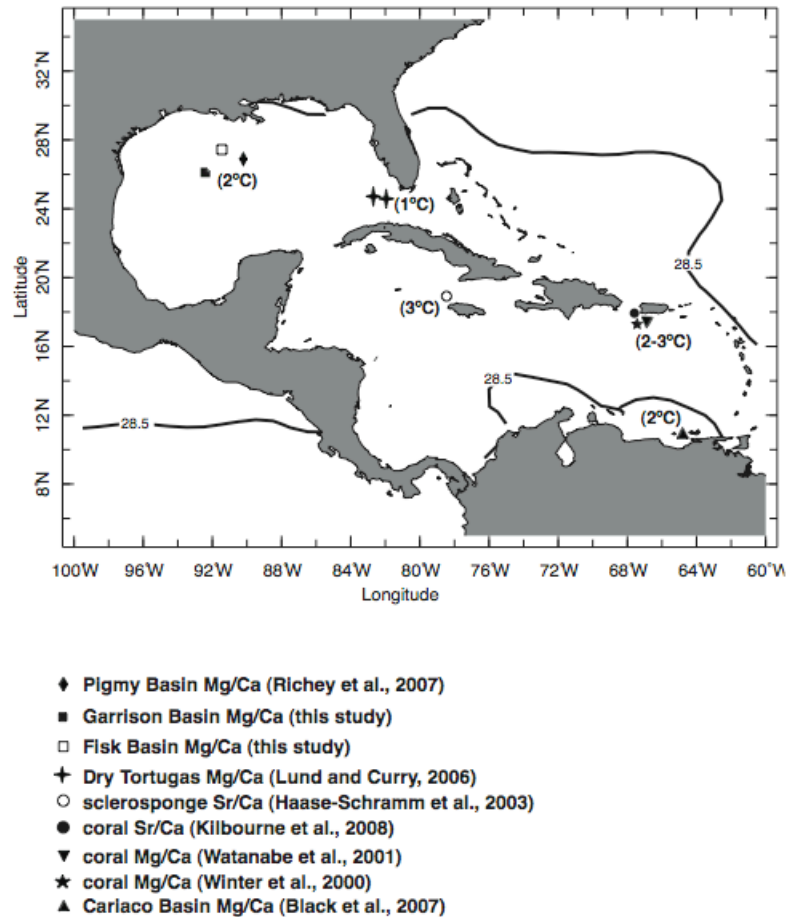 32°N
28°N
24°N
20°N
16°N
12°N
8°N
Latitude
(2°C)
(1°C)
28.5
(3°C)
(2-3°C)
28.5
(2°C)
28.5
100°W 96°W 92°W 88°W 84°W 80°W 76°W 72°W 68°W 64°W 60°W
Longitude
Pigmy Basin Mg/Ca (Richey et al., 2007)
Garrison Basin Mg/Ca (this study)
Fisk Basin Mg/Ca (this study)
Dry Tortugas Mg/Ca (Lund and Curry, 2006)
sclerosponge Sr/Ca (Haase-Schramm et al., 2003)
coral Sr/Ca (Kilbourne et al., 2008)
coral Mg/Ca (Watanabe et al., 2001)
coral Mg/Ca (Winter et al., 2000)
Cariaco Basin Mg/Ca (Black et al., 2007)